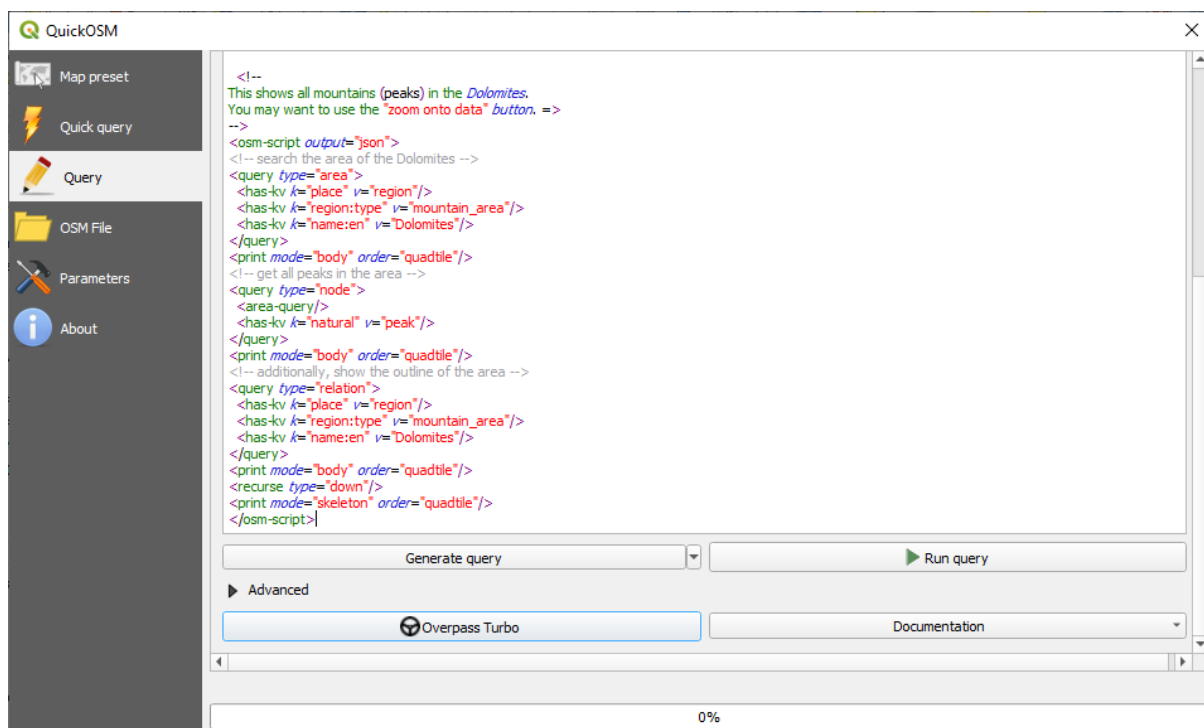 QuickOSM
Map preset
Quick query
Query
OSM File
Parameters
About
<!--
This shows all mountains (peaks) in the Dolomites.
You may want to use the "zoom onto data" button. =>
-->
<osm-script output="json">
<!-- search the area of the Dolomites -->
<query type="area">
<has-kv k="place" v="region"/>
<has-kv k="region:type" v="mountain_area"/>
<has-kv k="name:en" v="Dolomites"/>
</query>
<print mode="body" order="quadtile"/>
<!-- get all peaks in the area -->
<query type="node">
<area-query/>
<has-kv k="natural" v="peak"/>
</query>
<print mode="body" order="quadtile"/>
<!-- additionally, show the outline of the area -->
<query type="relation">
<has-kv k="place" v="region"/>
<has-kv k="region:type" v="mountain_area"/>
<has-kv k="name:en" v="Dolomites"/>
</query>
<print mode="body" order="quadtile"/>
<recurse type="down"/>
<print mode="skeleton" order="quadtile"/>
</osm-script>
Generate query
Run query
Advanced
Overpass Turbo
Documentation
0%